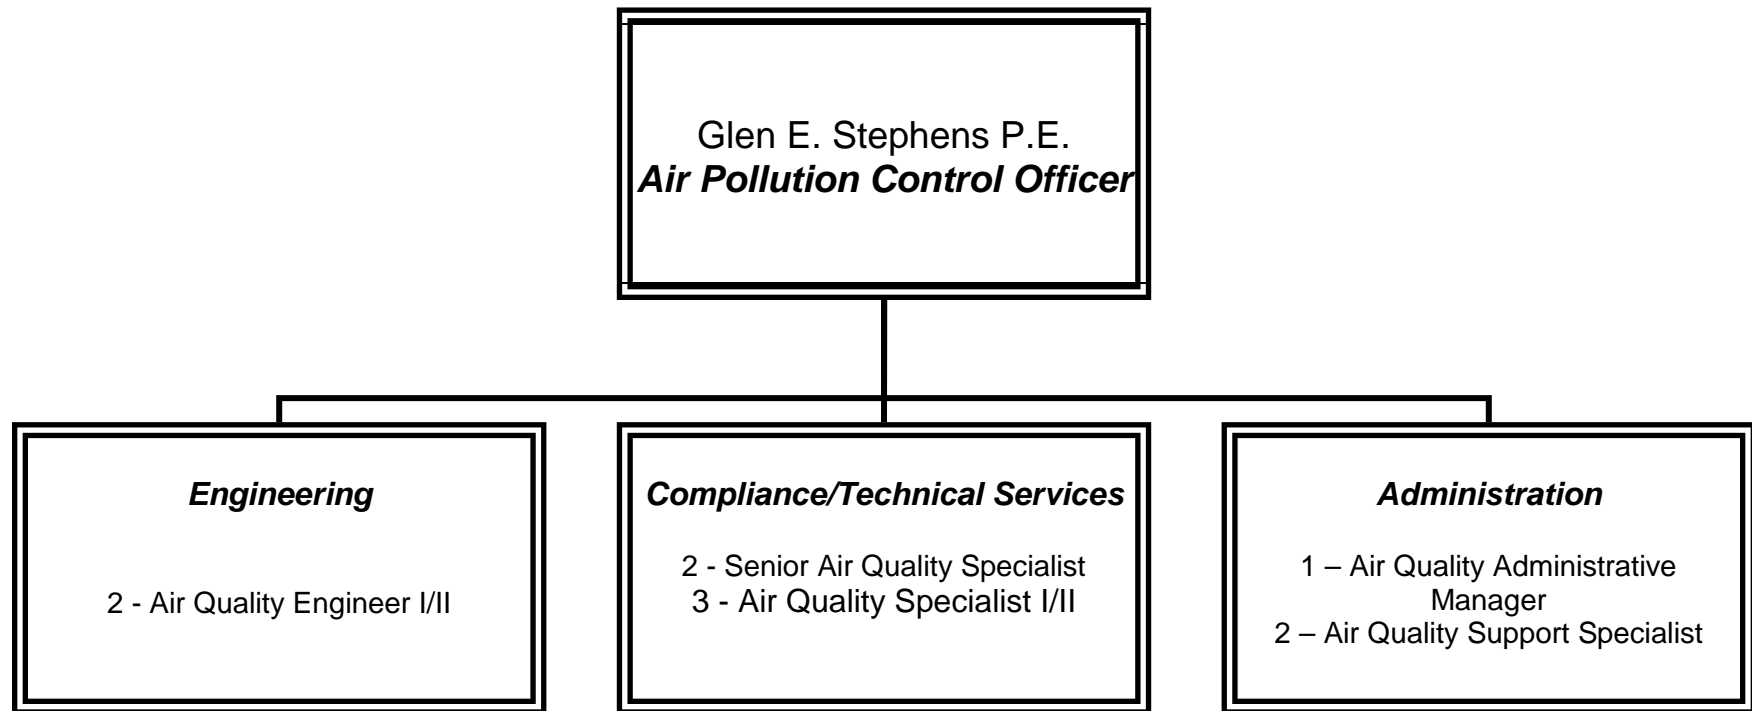 Glen E. Stephens P.E.
Air Pollution Control Officer
Engineering
2 - Air Quality Engineer I/II
Compliance/Technical Services
2 - Senior Air Quality Specialist
3 - Air Quality Specialist I/II
Administration
1 – Air Quality Administrative
Manager
2 – Air Quality Support Specialist